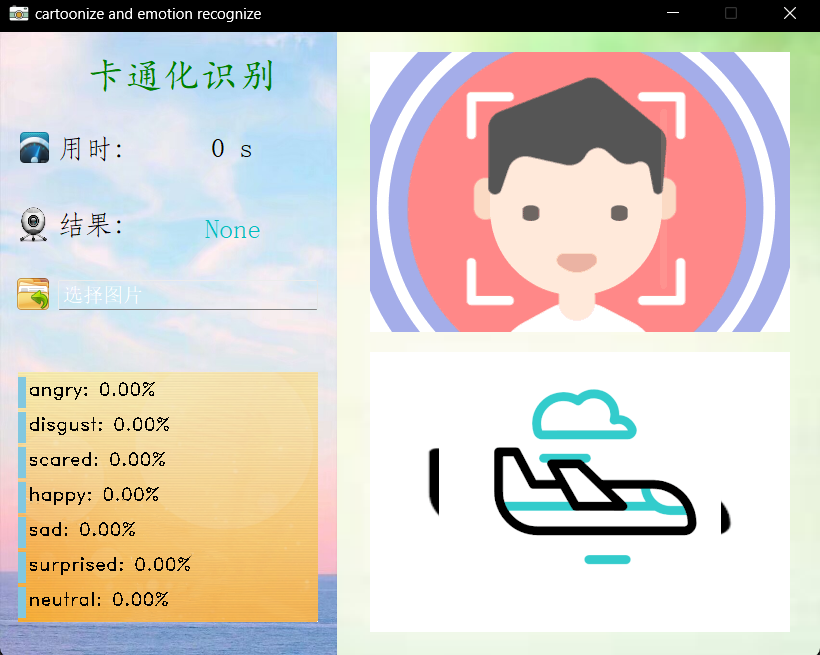 cartoonize and emotion recognize
卡通化识别
用时: 0 s
结果: None
选择图片
angry: 0.00%
disgust: 0.00%
scared: 0.00%
happy: 0.00%
sad: 0.00%
surprised: 0.00%
neutral: 0.00%